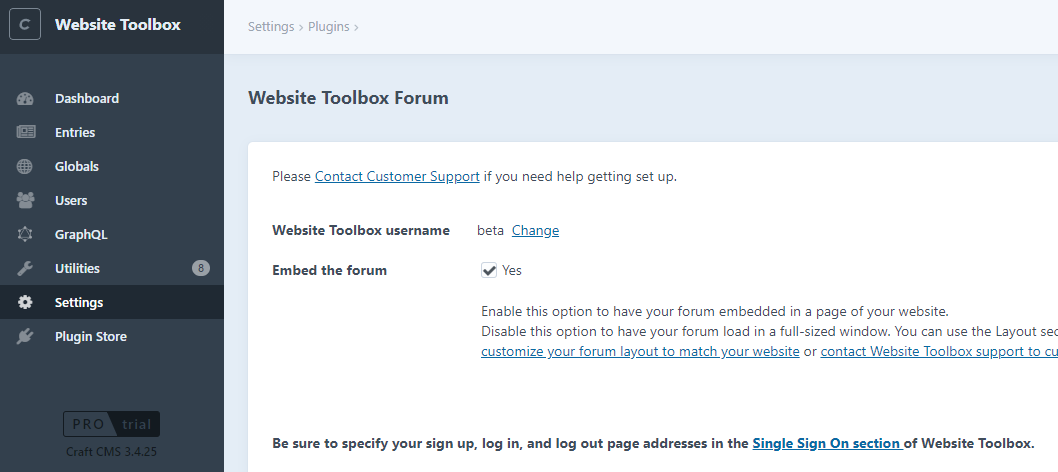 C Website Toolbox
Settings › Plugins ›
Dashboard
Entries
Globals
Users
GraphQL
Utilities 8
Settings
Plugin Store
PRO trial
Craft CMS 3.4.25
Website Toolbox Forum
Please Contact Customer Support if you need help getting set up.
Website Toolbox username beta Change
Embed the forum Yes
Enable this option to have your forum embedded in a page of your website.
Disable this option to have your forum load in a full-sized window. You can use the Layout sec
customize your forum layout to match your website or contact Website Toolbox support to cu
Be sure to specify your sign up, log in, and log out page addresses in the Single Sign On section of Website Toolbox.